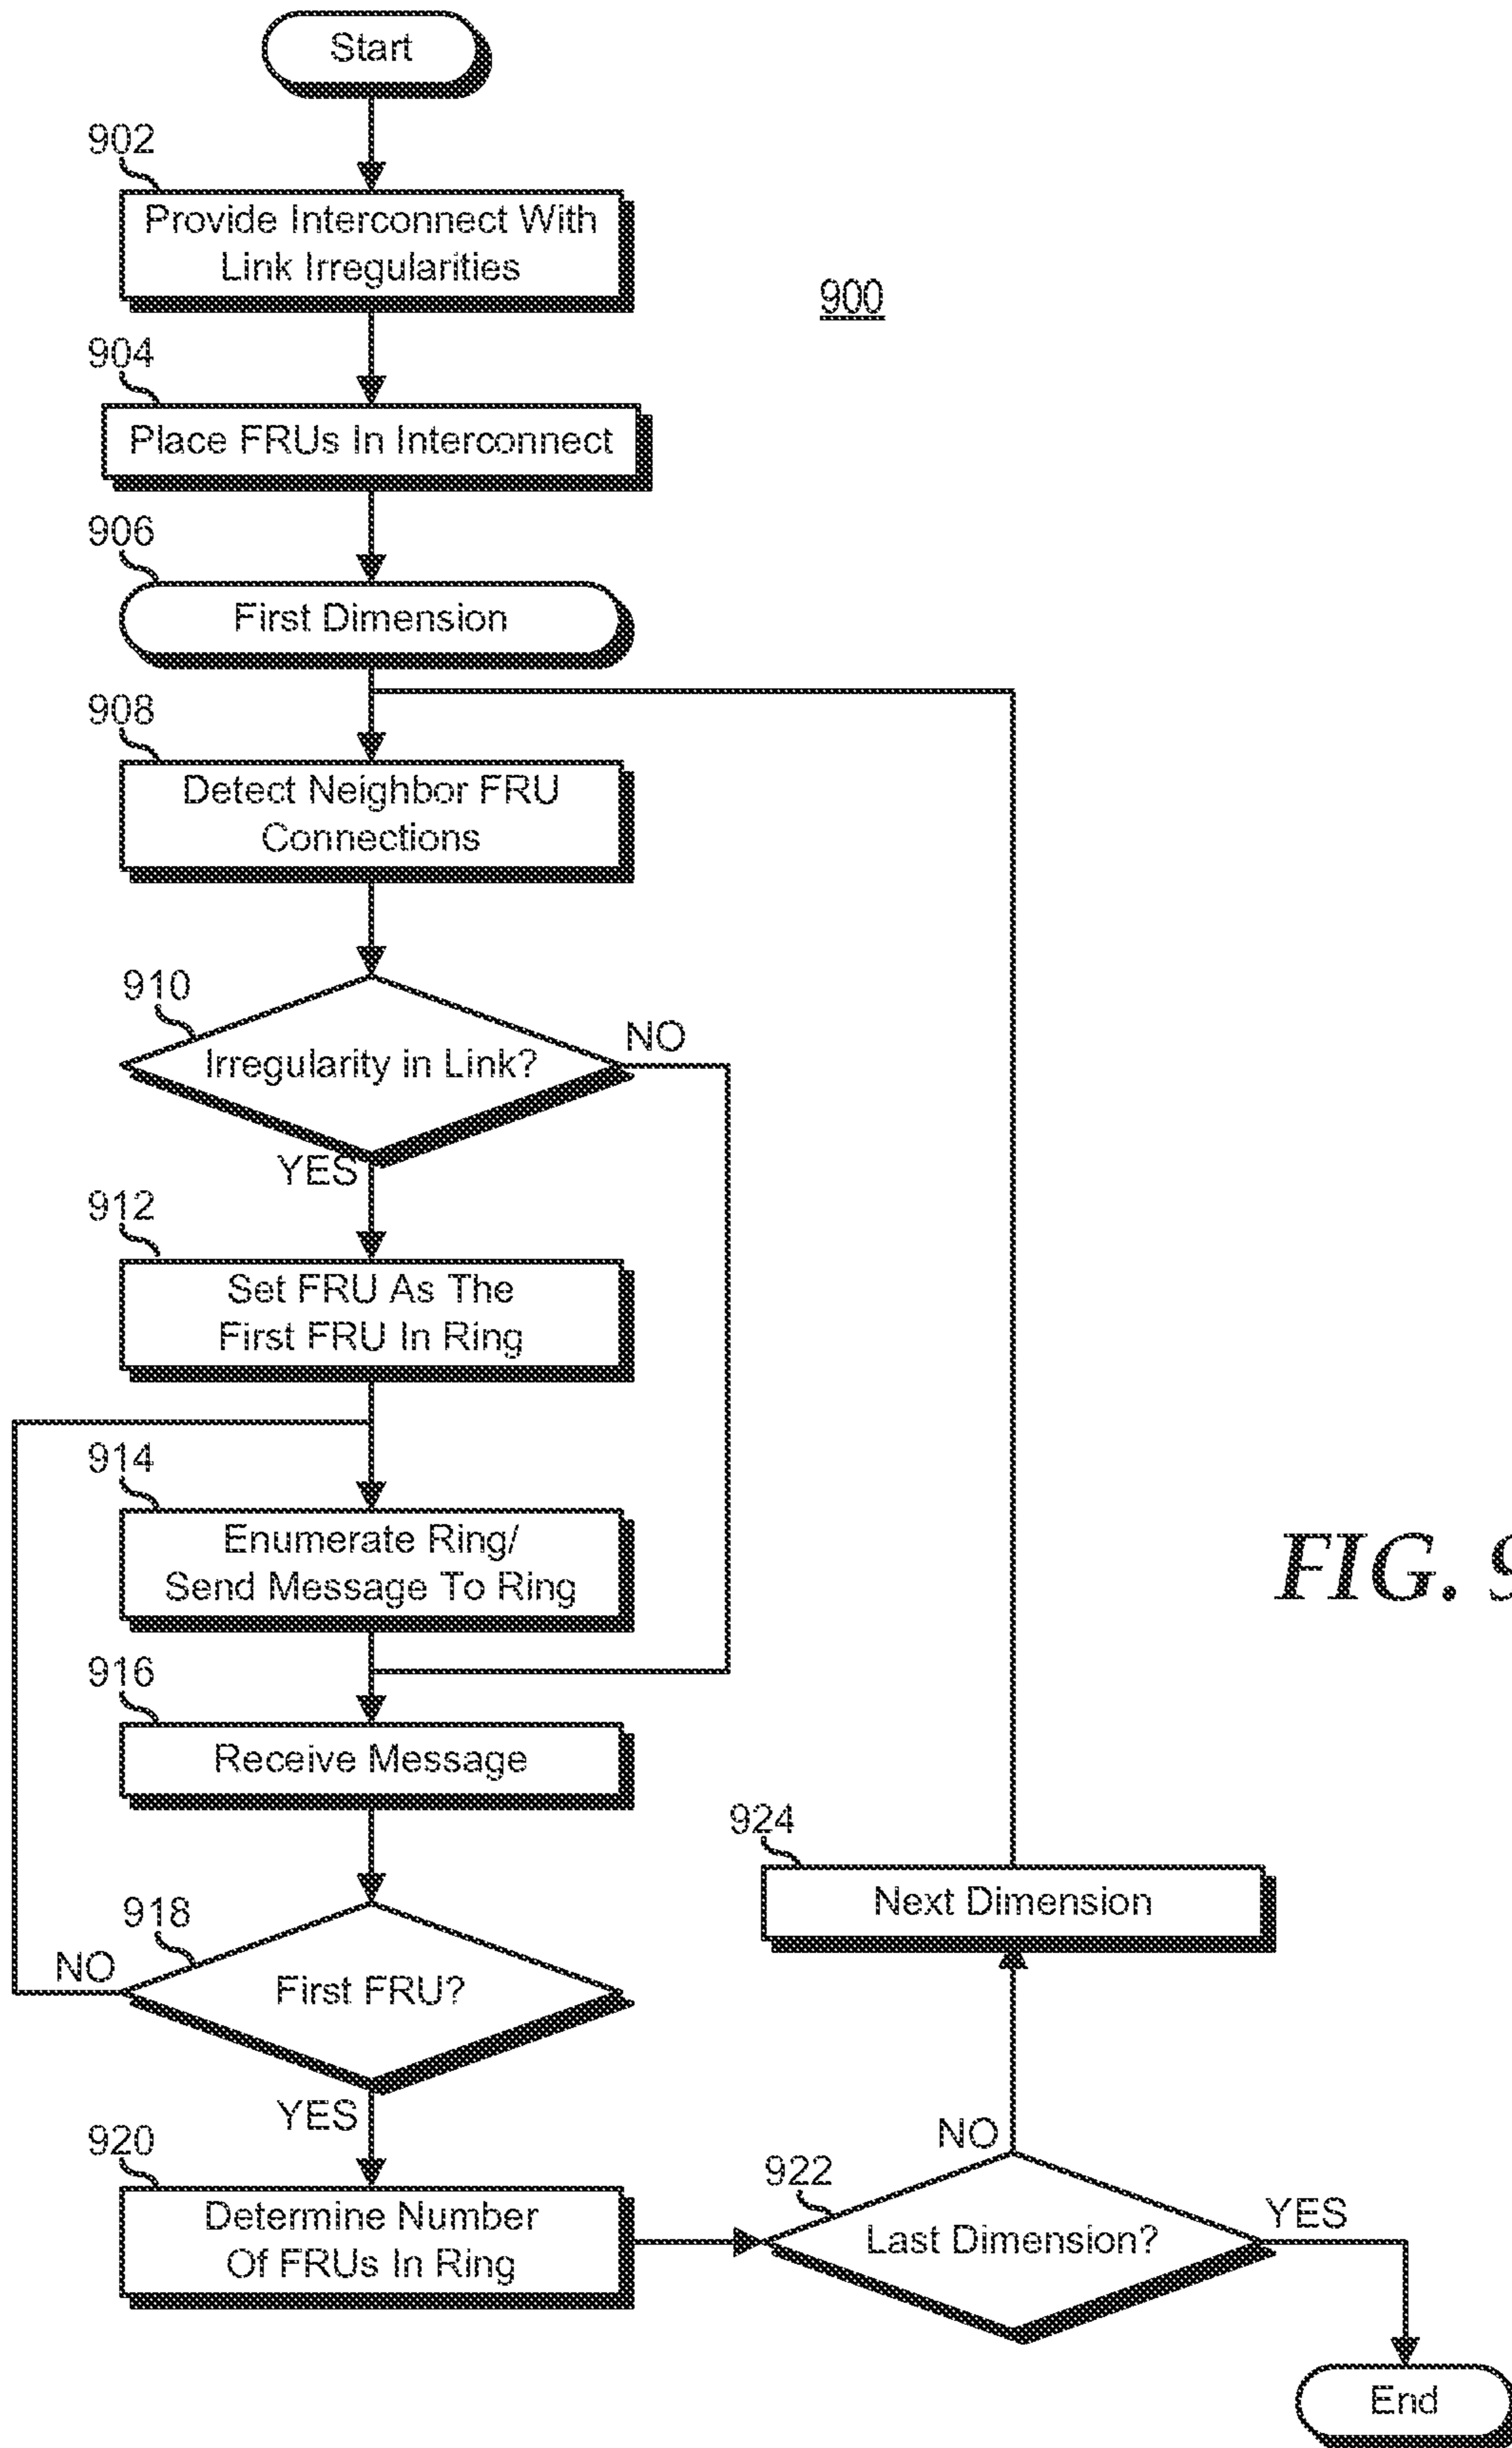 Start
902
Provide Interconnect With
Link Irregularities
900
904
Place FRUs In Interconnect
906
First Dimension
908
Detect Neighbor FRU
Connections
910
Irregularity in Link?
NO
YES
912
Set FRU As The
First FRU In Ring
914
Enumerate Ring/
Send Message To Ring
FIG. 9
916
Receive Message
924
Next Dimension
918
NO
First FRU?
YES
NO
920
922
Determine Number
Of FRUs In Ring
Last Dimension?
YES
End